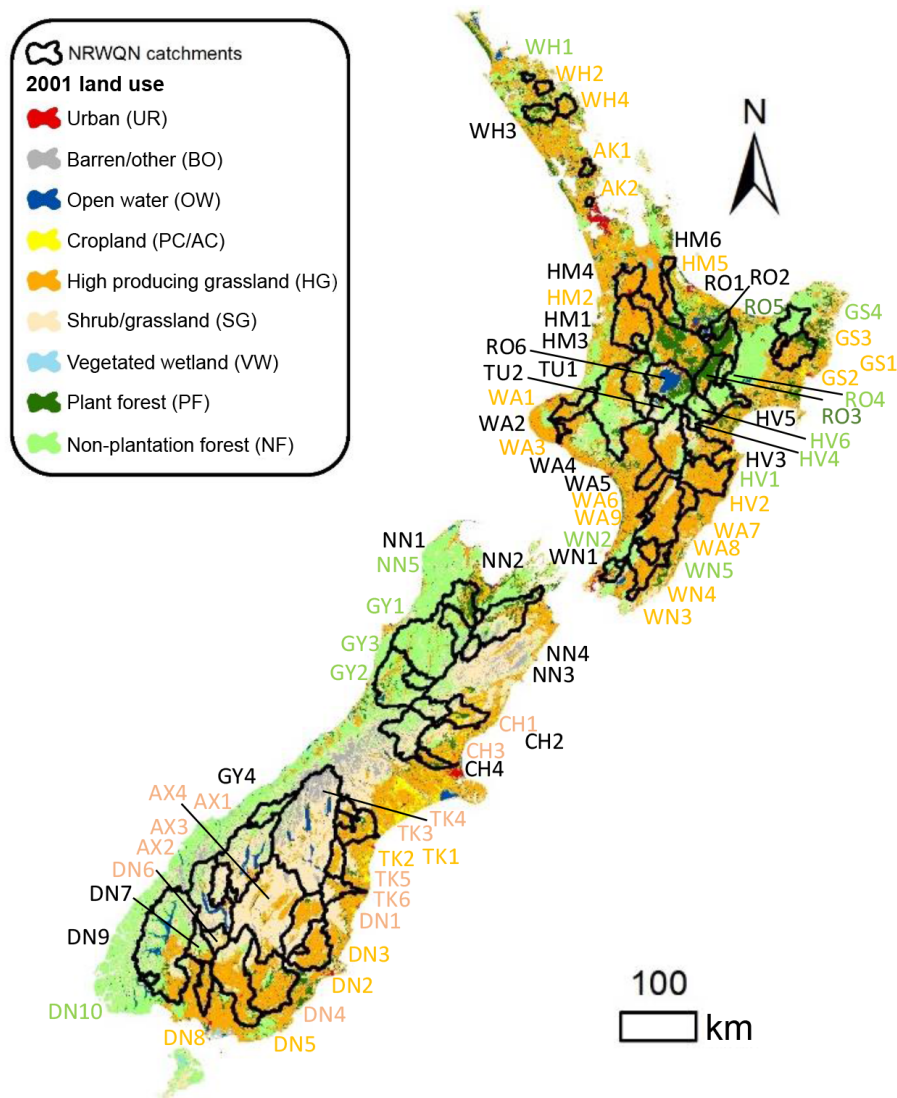 NRWQN catchments
2001 land use
Urban (UR)
Barren/other (BO)
Open water (OW)
Cropland (PC/AC)
High producing grassland (HG)
Shrub/grassland (SG)
Vegetated wetland (VW)
Plant forest (PF)
Non-plantation forest (NF)
WH1
WH2
WH4
WH3
N
AK1
AK2
HM6
HM4
HM5
RO1
RO2
HM2
RO5
GS4
HM1
GS3
HM3
RO6
TU1
GS1
TU2
GS2
WA1
RO4
WA2
HV5
RO3
WA3
HV6
HV3
HV4
WA4
HV1
WA5
WA6
HV2
WA9
WA7
WN2
WA8
NN1
WN1
NN2
NN5
WN5
WN4
WN3
GY1
GY3
NN4
GY2
NN3
CH1
CH2
CH3
CH4
GY4
AX4
AX1
TK4
TK3
AX3
AX2
TK2
TK1
DN6
TK5
TK6
DN7
DN1
DN9
DN3
DN2
DN10
DN4
DN8
DN5
100
km